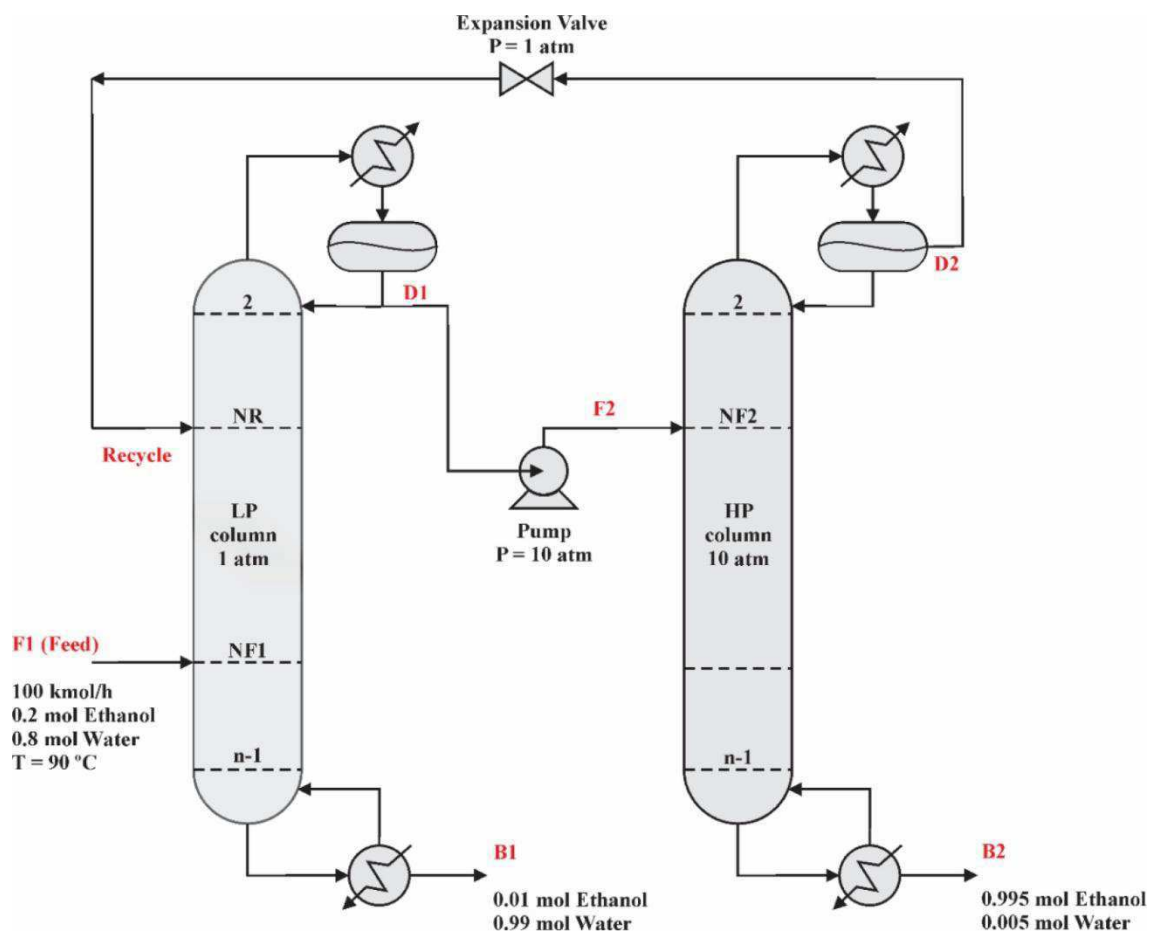 Expansion Valve
P = 1 atm
D1
D2
2
2
NR
Recycle
F2
NF2
LP
column
1 atm
Pump
P = 10 atm
HP
column
10 atm
F1 (Feed)
NF1
100 kmol/h
0.2 mol Ethanol
0.8 mol Water
T = 90 ºC
n-1
n-1
B1
0.01 mol Ethanol
0.99 mol Water
B2
0.995 mol Ethanol
0.005 mol Water